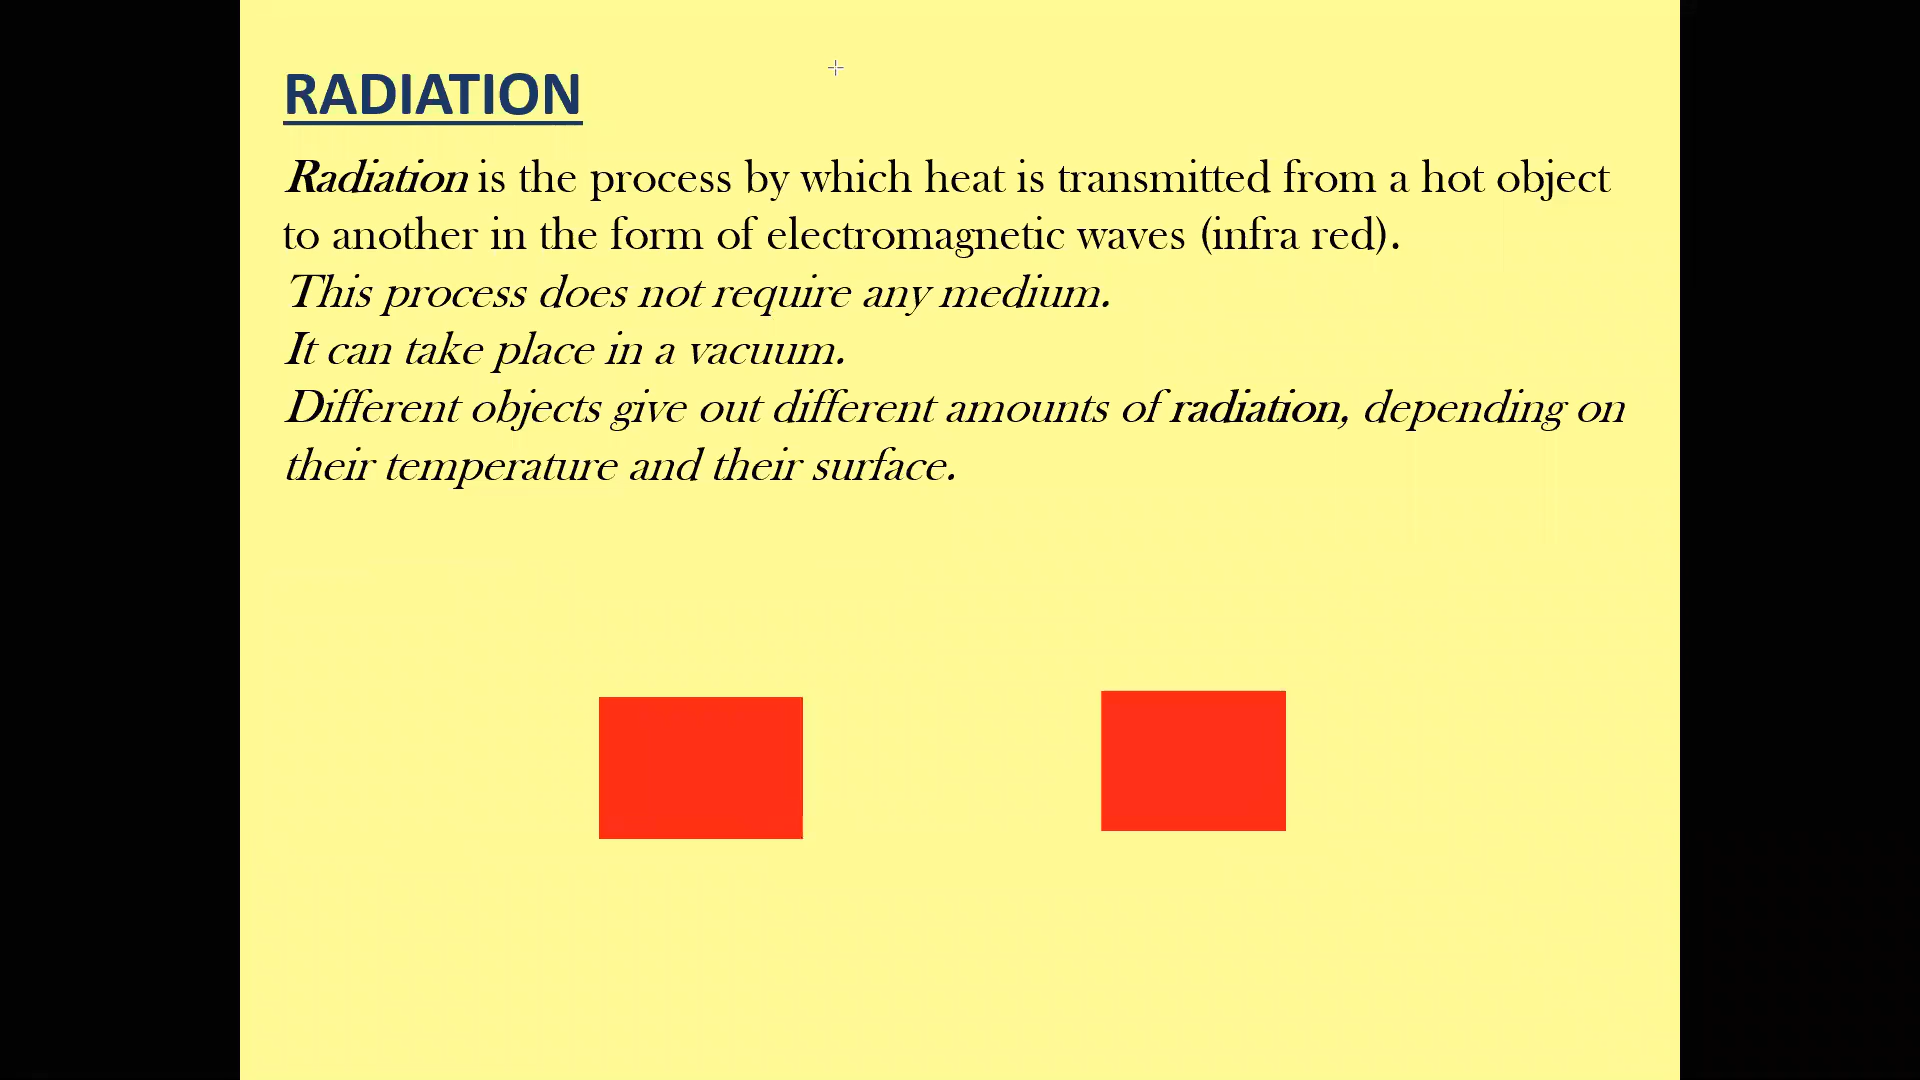 RADIATION
Radiation is the process by which heat is transmitted from a hot object
to another in the form of electromagnetic waves (infra red).
This process does not require any medium.
It can take place in a vacuum.
Different objects give out different amounts of radiation, depending on
their temperature and their surface.